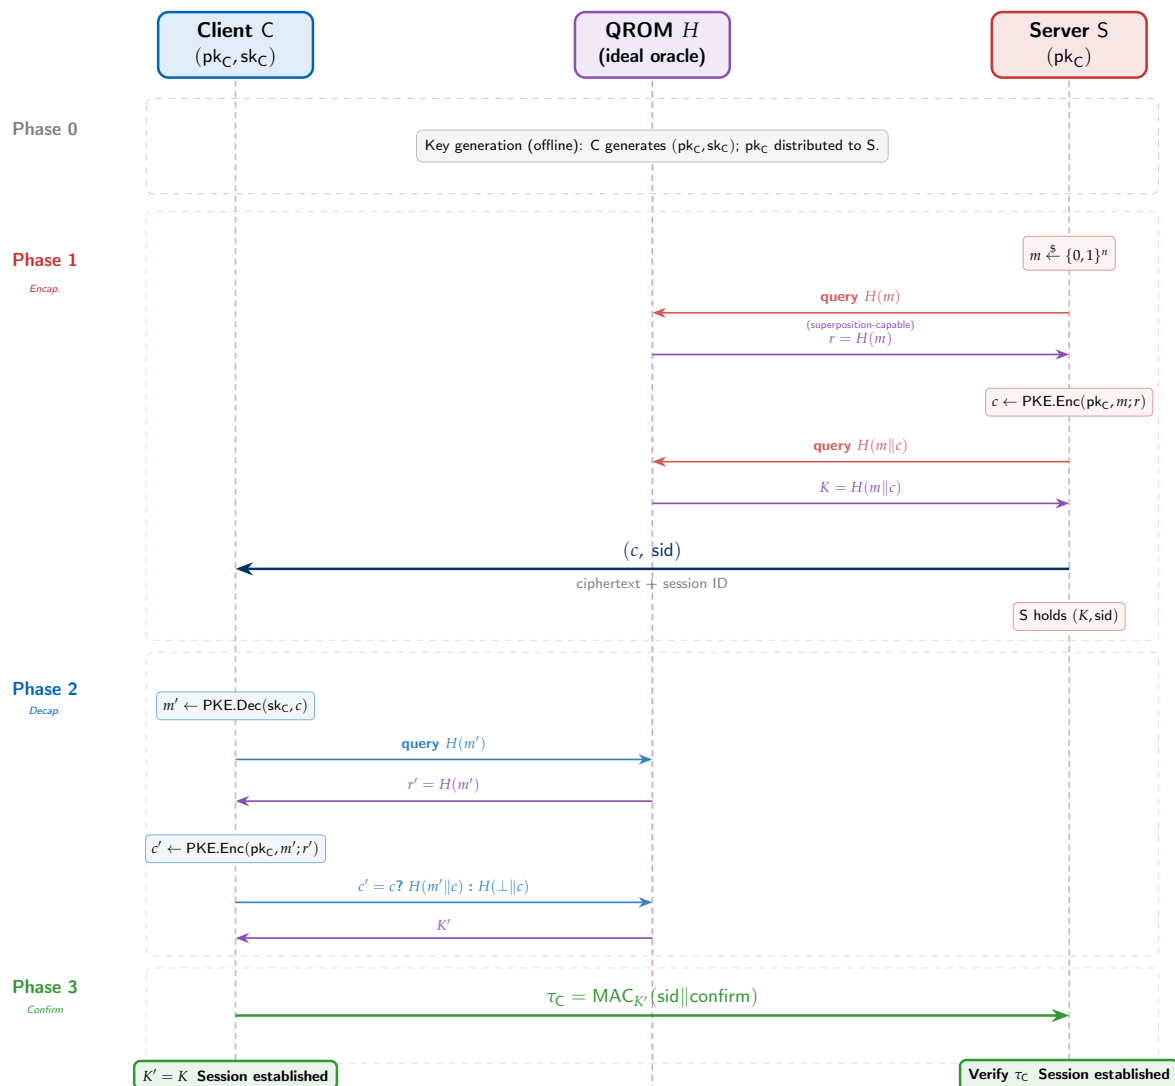 Client C
(pk_C, sk_C)
QROM H
(ideal oracle)
Server S
(pk_C)
Phase 0
Key generation (offline): C generates (pk_C, sk_C); pk_C distributed to S.
Phase 1
Encap.
m $← {0, 1}^n
query H(m)
(superposition-capable)
r = H(m)
c ← PKE.Enc(pk_C, m; r)
query H(m∥c)
K = H(m∥c)
(c, sid)
ciphertext + session ID
S holds (K, sid)
Phase 2
Decap.
m′ ← PKE.Dec(sk_C, c)
query H(m′)
r′ = H(m′)
c′ ← PKE.Enc(pk_C, m′; r′)
c′ = c? H(m′∥c) : H(⊥∥c)
K′
Phase 3
Confirm
τ_C = MAC_K′(sid∥confirm)
K′ = K Session established
Verify τ_C Session established